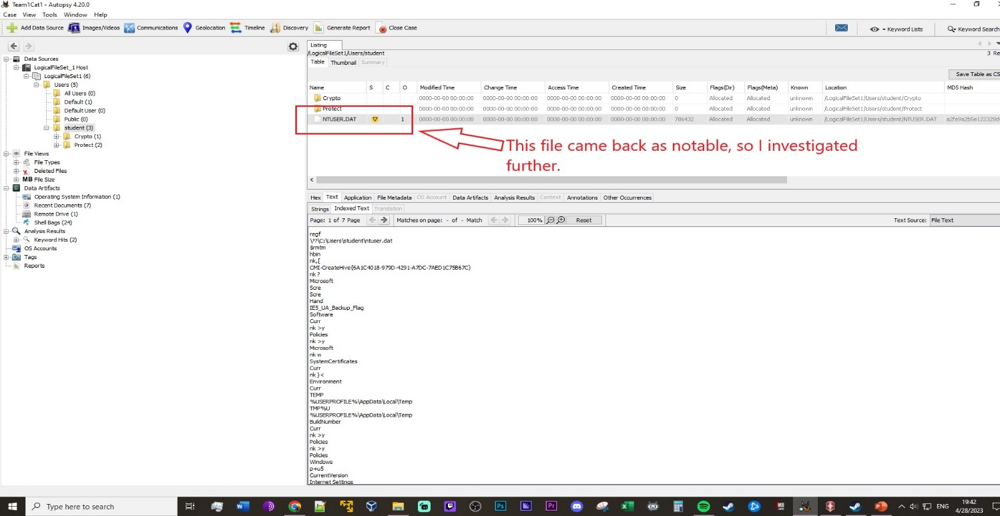 Team1Cat1 - Autopsy 4.20.0
Case View Tools Window Help
Add Data Source Images/Videos Communications Geolocation Timeline Discovery Generate Report Close Case Keyword Lists Keyword Search
Listing
/LogicalFileSet1/Users/student
3 Re
Table Thumbnail Summary
Save Table as CS
Name S C O Modified Time Change Time Access Time Created Time Size Flags(Dir) Flags(Meta) Known Location MD5 Hash
Crypto 0000-00-00 00:00:00 0000-00-00 00:00:00 0000-00-00 00:00:00 0000-00-00 00:00:00 0 Allocated Allocated unknown /LogicalFileSet1/Users/student/Crypto
Protect 0000-00-00 00:00:00 0000-00-00 00:00:00 0000-00-00 00:00:00 0000-00-00 00:00:00 0 Allocated Allocated unknown /LogicalFileSet1/Users/student/Protect
NTUSER.DAT 1 0000-00-00 00:00:00 0000-00-00 00:00:00 0000-00-00 00:00:00 0000-00-00 00:00:00 786432 Allocated Allocated unknown /LogicalFileSet1/Users/student/NTUSER.DAT
This file came back as notable, so I investigated
further.
Data Sources
LogicalFileSet_1 Host
LogicalFileSet1 (6)
Users (5)
All Users (0)
Default (1)
Default User (0)
Public (0)
student (3)
Crypto (1)
Protect (2)
File Views
File Types
Deleted Files
MB File Size
Data Artifacts
Operating System Information (1)
Recent Documents (7)
Remote Drive (1)
Shell Bags (24)
Analysis Results
Keyword Hits (2)
OS Accounts
Tags
Reports
Hex Text Application File Metadata OS Account Data Artifacts Analysis Results Context Annotations Other Occurrences
Strings Indexed Text Translation
Page: 1 of 7 Page Matches on page: - of - Match 100% Reset Text Source: File Text
regf
\??\C:\Users\student\ntuser.dat
$rmtm
hbin
nk,[
CMI-CreateHive{6A1C4018-979D-4291-A7DC-7AED1C75B67C}
nk ?
Microsoft
Scre
Scre
Hand
IE5_UA_Backup_Flag
Software
Curr
nk >y
Policies
nk >y
Microsoft
nk w
SystemCertificates
Curr
nk }<
Environment
Curr
TEMP
%USERPROFILE%\AppData\Local\Temp
TMP%U
%USERPROFILE%\AppData\Local\Temp
BuildNumber
Curr
nk >y
Policies
nk >y
Policies
Windows
p+u5
CurrentVersion
Internet Settings
Type here to search
ENG
19:42
4/28/2023